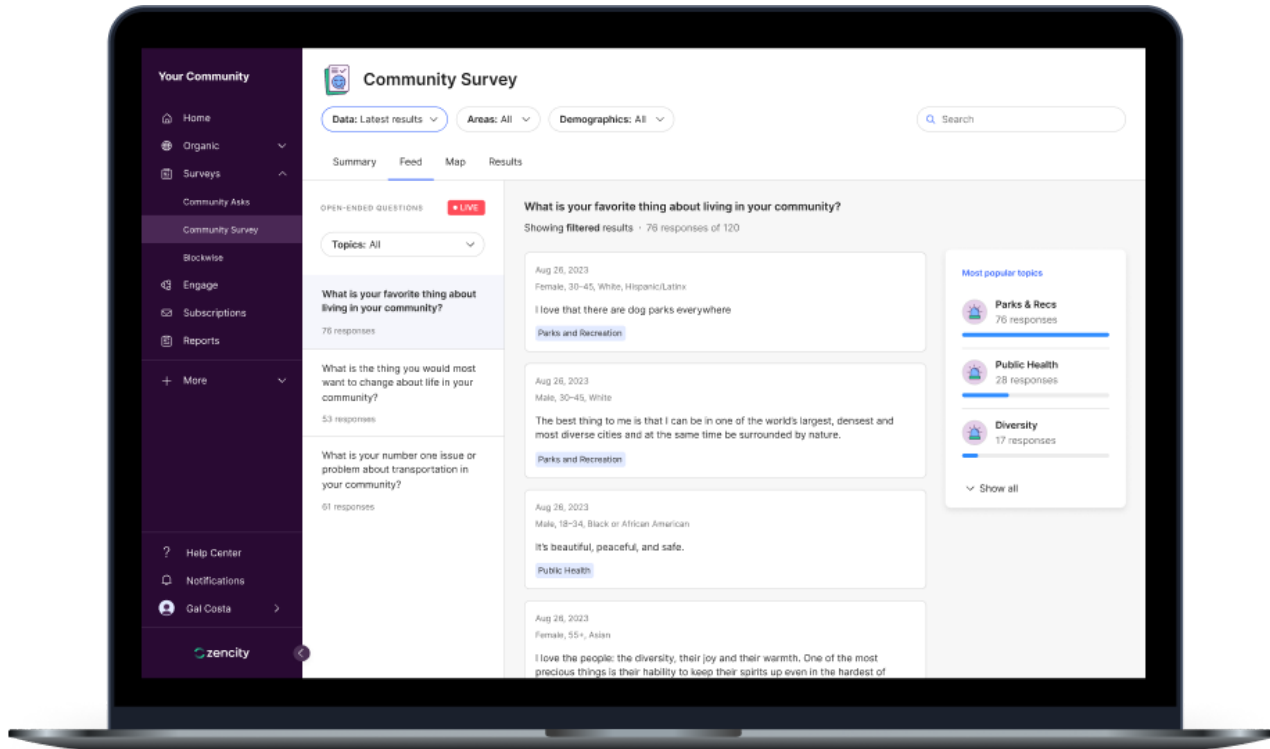 Your Community
Home
Organic
Surveys
Community Asks
Community Survey
Blockwise
Engage
Subscriptions
Reports
More
Help Center
Notifications
Gal Costa
zencity
Community Survey
Data: Latest results
Areas: All
Demographics: All
Search
Summary Feed Map Results
OPEN-ENDED QUESTIONS
LIVE
Topics: All
What is your favorite thing about
living in your community?
76 responses
What is the thing you would most
want to change about life in your
community?
53 responses
What is your number one issue or
problem about transportation in
your community?
61 responses
What is your favorite thing about living in your community?
Showing filtered results · 76 responses of 120
Aug 26, 2023
Female, 30-45, White, Hispanic/Latinx
I love that there are dog parks everywhere
Parks and Recreation
Aug 26, 2023
Male, 30-45, White
The best thing to me is that I can be in one of the world's largest, densest and
most diverse cities and at the same time be surrounded by nature.
Parks and Recreation
Aug 26, 2023
Male, 18-34, Black or African American
It's beautiful, peaceful, and safe.
Public Health
Aug 26, 2023
Female, 55+, Asian
I love the people: the diversity, their joy and their warmth. One of the most
precious things is their hability to keep their spirits up even in the hardest of
Most popular topics
Parks & Recs
76 responses
Public Health
28 responses
Diversity
17 responses
Show all